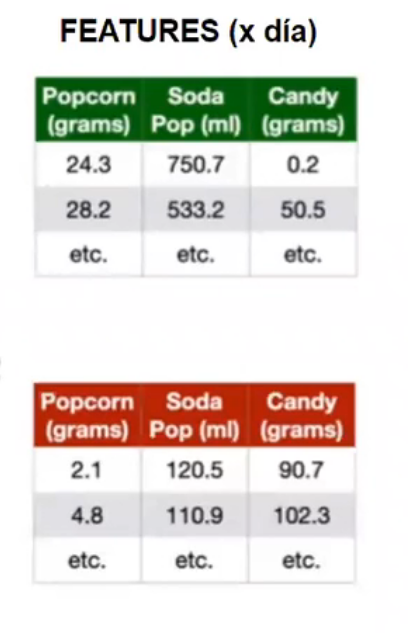 FEATURES (x día)
Popcorn Soda Candy
(grams) Pop (ml) (grams)
24.3 750.7 0.2
28.2 533.2 50.5
etc. etc. etc.
Popcorn Soda Candy
(grams) Pop (ml) (grams)
2.1 120.5 90.7
4.8 110.9 102.3
etc. etc. etc.